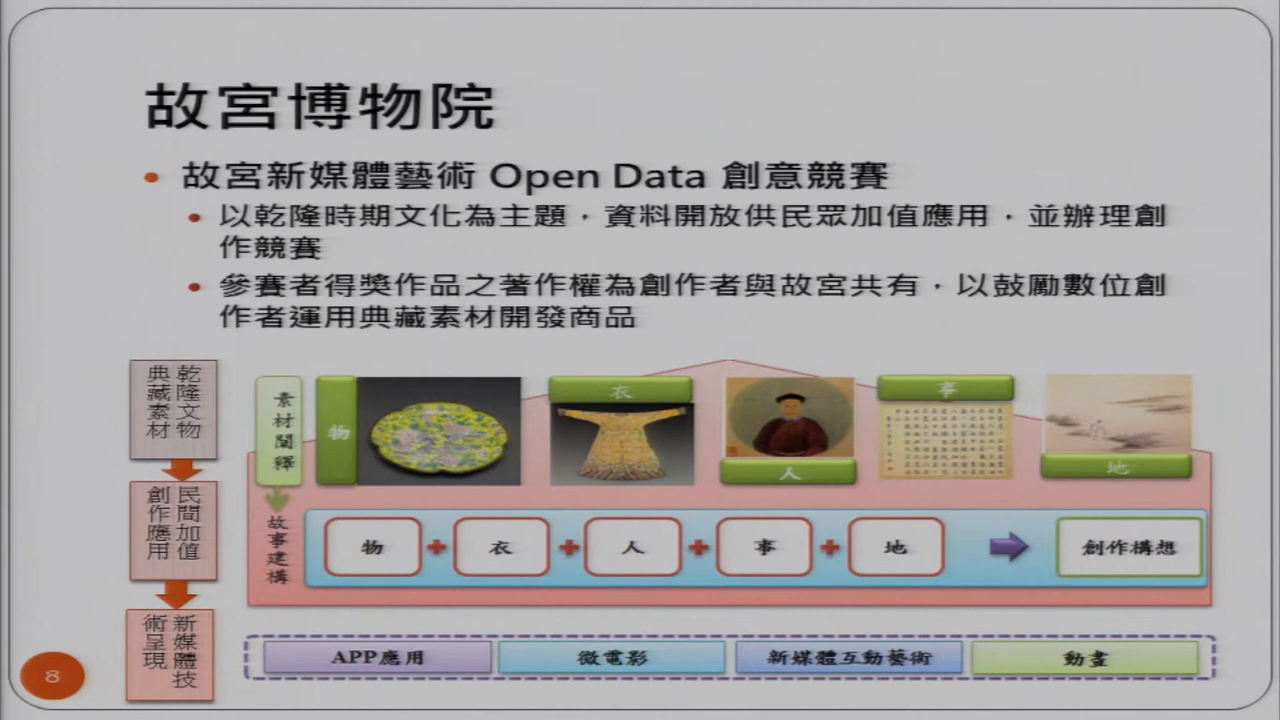 故宮博物院
• 故宮新媒體藝術 Open Data 創意競賽
• 以乾隆時期文化為主題，資料開放供民眾加值應用，並辦理創
作競賽
• 參賽者得獎作品之著作權為創作者與故宮共有，以鼓勵數位創
作者運用典藏素材開發商品
乾隆文物
典藏素材
民間加值
創作應用
新媒體技
術呈現
素材闡釋
物
衣
人
事
地
故事建構
物
衣
人
事
地
創作構想
APP應用
微電影
新媒體互動藝術
動畫
8